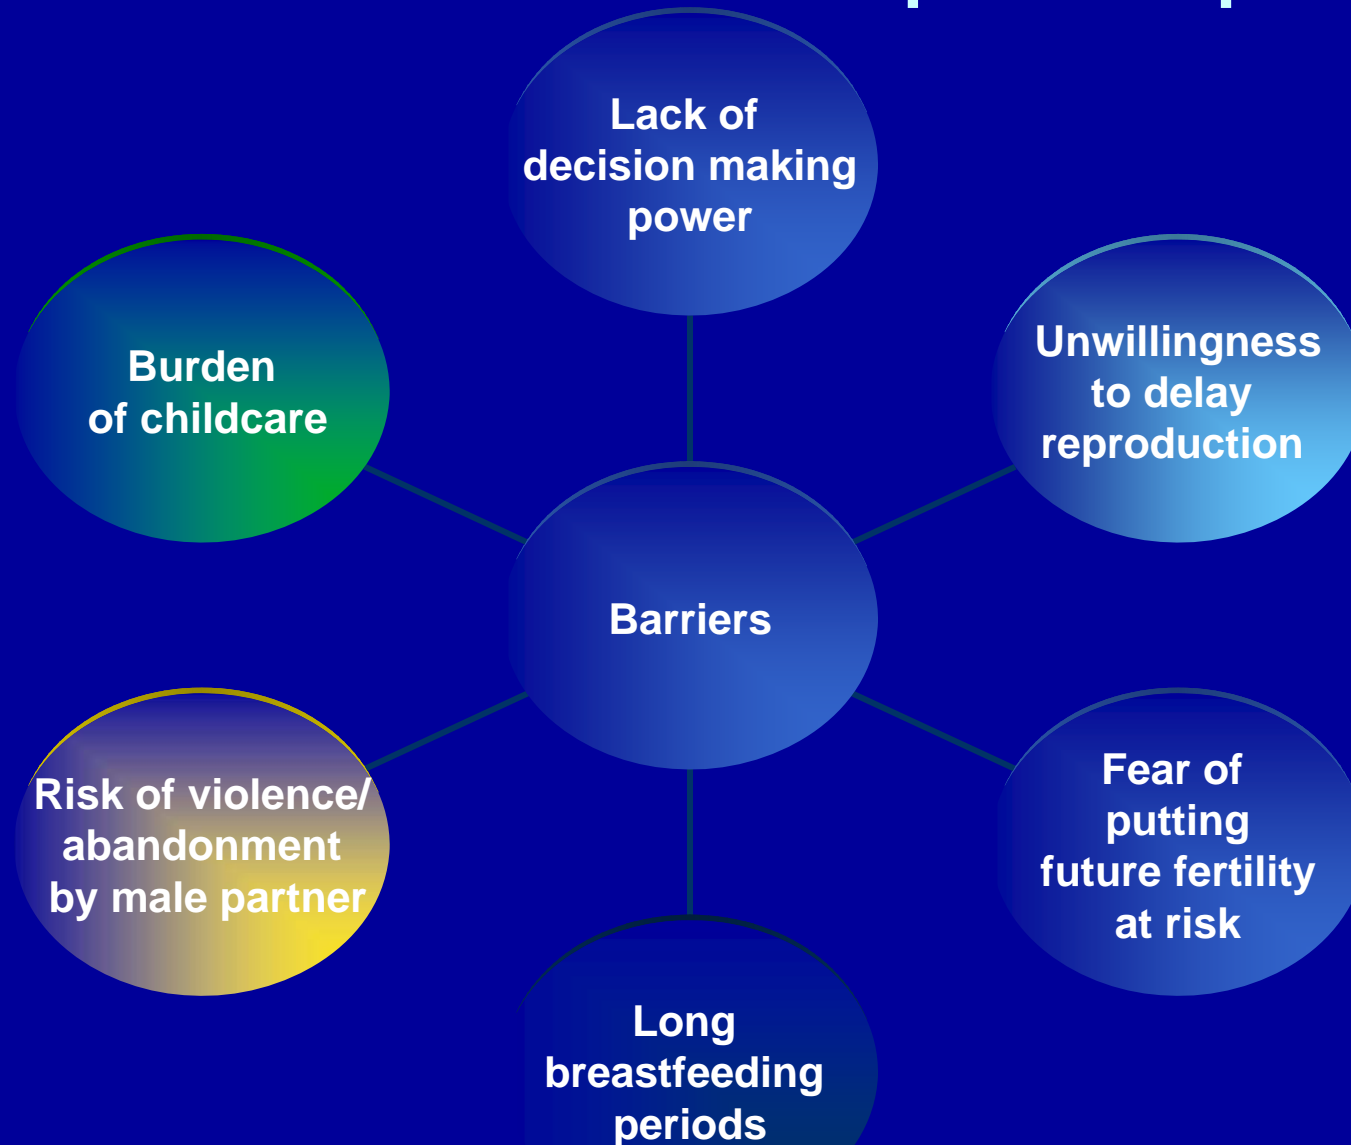 Lack of
decision making
power
Unwillingness
to delay
reproduction
Burden
of childcare
Barriers
Fear of
putting
future fertility
at risk
Risk of violence/
abandonment
by male partner
Long
breastfeeding
periods